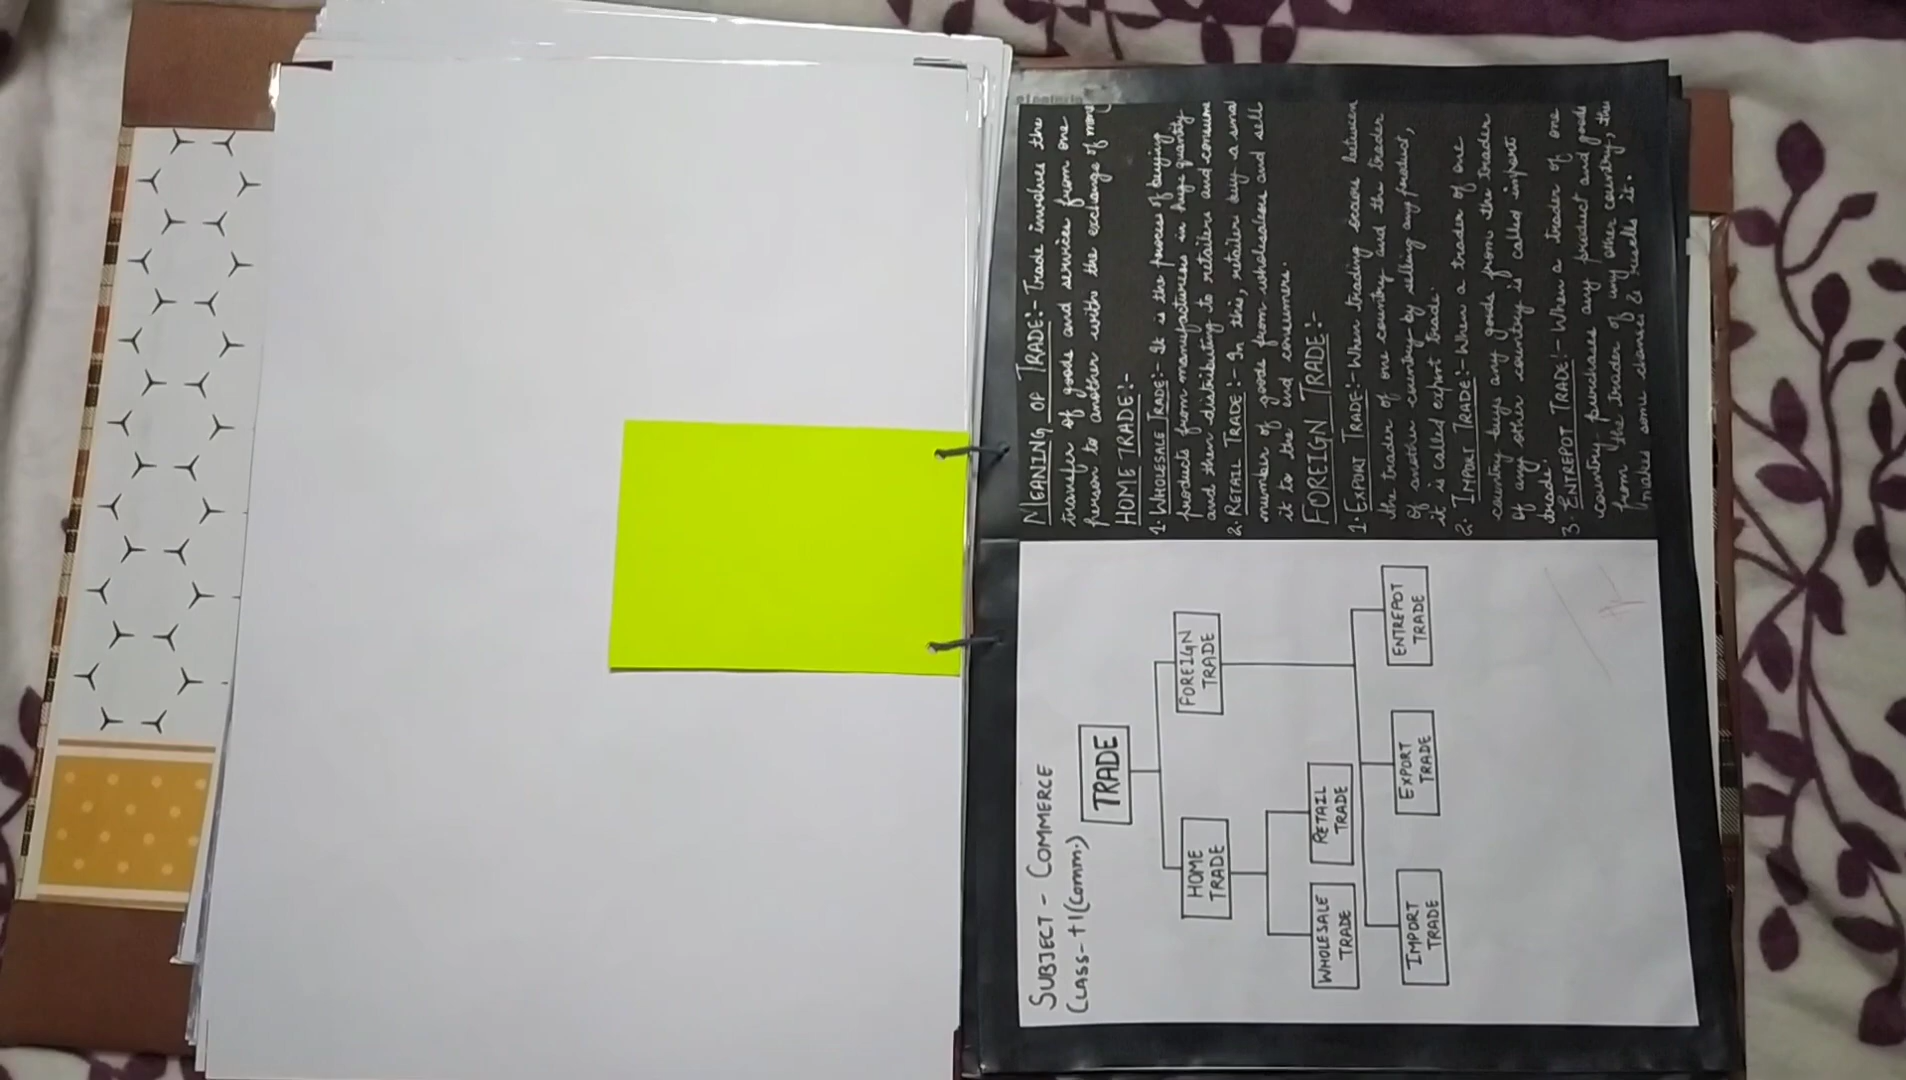 SUBJECT - COMMERCE
CLASS - +1 (COMM.)
TRADE
HOME TRADE
FOREIGN TRADE
WHOLESALE TRADE
RETAIL TRADE
IMPORT TRADE
EXPORT TRADE
ENTREPOT TRADE
MEANING OF TRADE:- Trade involves the
transfer of goods and services from one
person to another with the exchange of
HOME TRADE:-
1. WHOLESALE TRADE:- It is the process of buying
products from manufacturers in huge quantity
and then distributing to retailers and
2. RETAIL TRADE:- In this, retailer buy a
number of goods from wholesalers and sell
it to the end consumers.
FOREIGN TRADE:-
1. EXPORT TRADE:- When trading between
the trader of one country and the trader
of another country by selling any product,
it is called export trade.
2. IMPORT TRADE:- When a trader of one
country buys any goods from the trader
of any other country is called import
trade.
3. ENTREPOT TRADE:- When a trader of one
country purchases any product and goods
from the trader of any other country,
makes some & resells it.